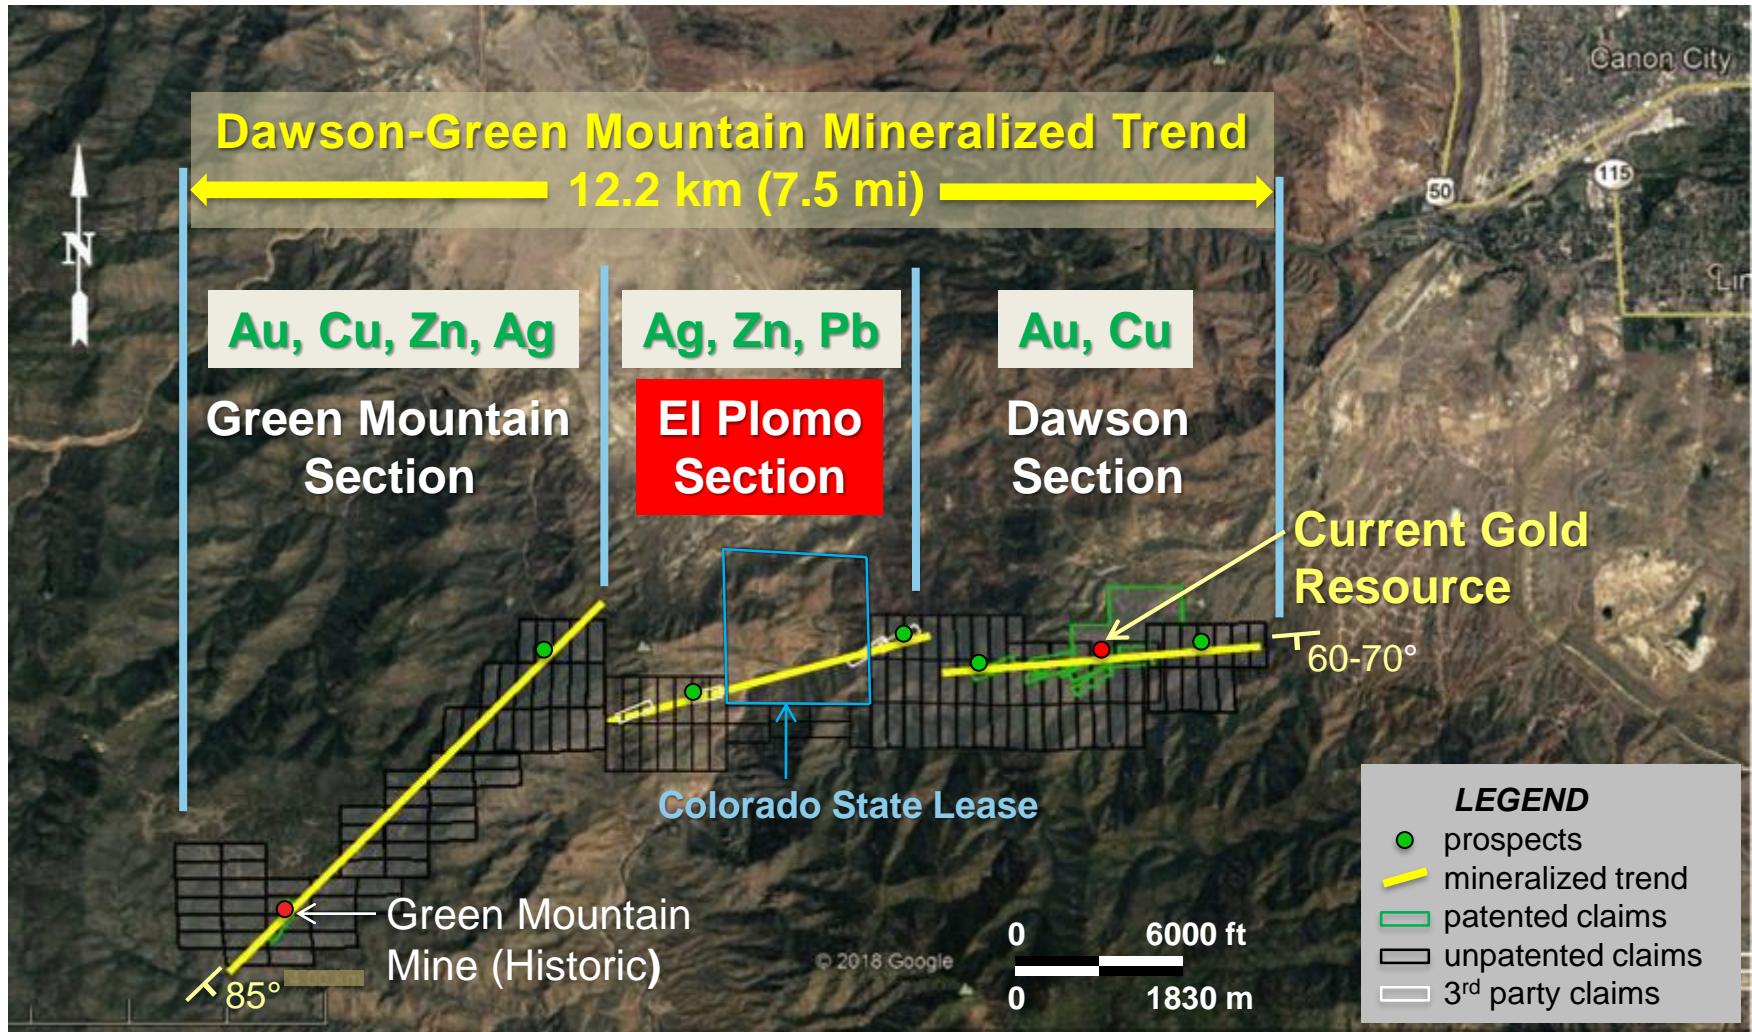 Canon City
Dawson-Green Mountain Mineralized Trend
12.2 km (7.5 mi)
50
115
N
Lin
Au, Cu, Zn, Ag
Ag, Zn, Pb
Au, Cu
Green Mountain
Section
El Plomo
Section
Dawson
Section
Current Gold
Resource
60-70°
Colorado State Lease
Green Mountain
Mine (Historic)
85°
© 2018 Google
0 6000 ft
0 1830 m
LEGEND
prospects
mineralized trend
patented claims
unpatented claims
3rd party claims